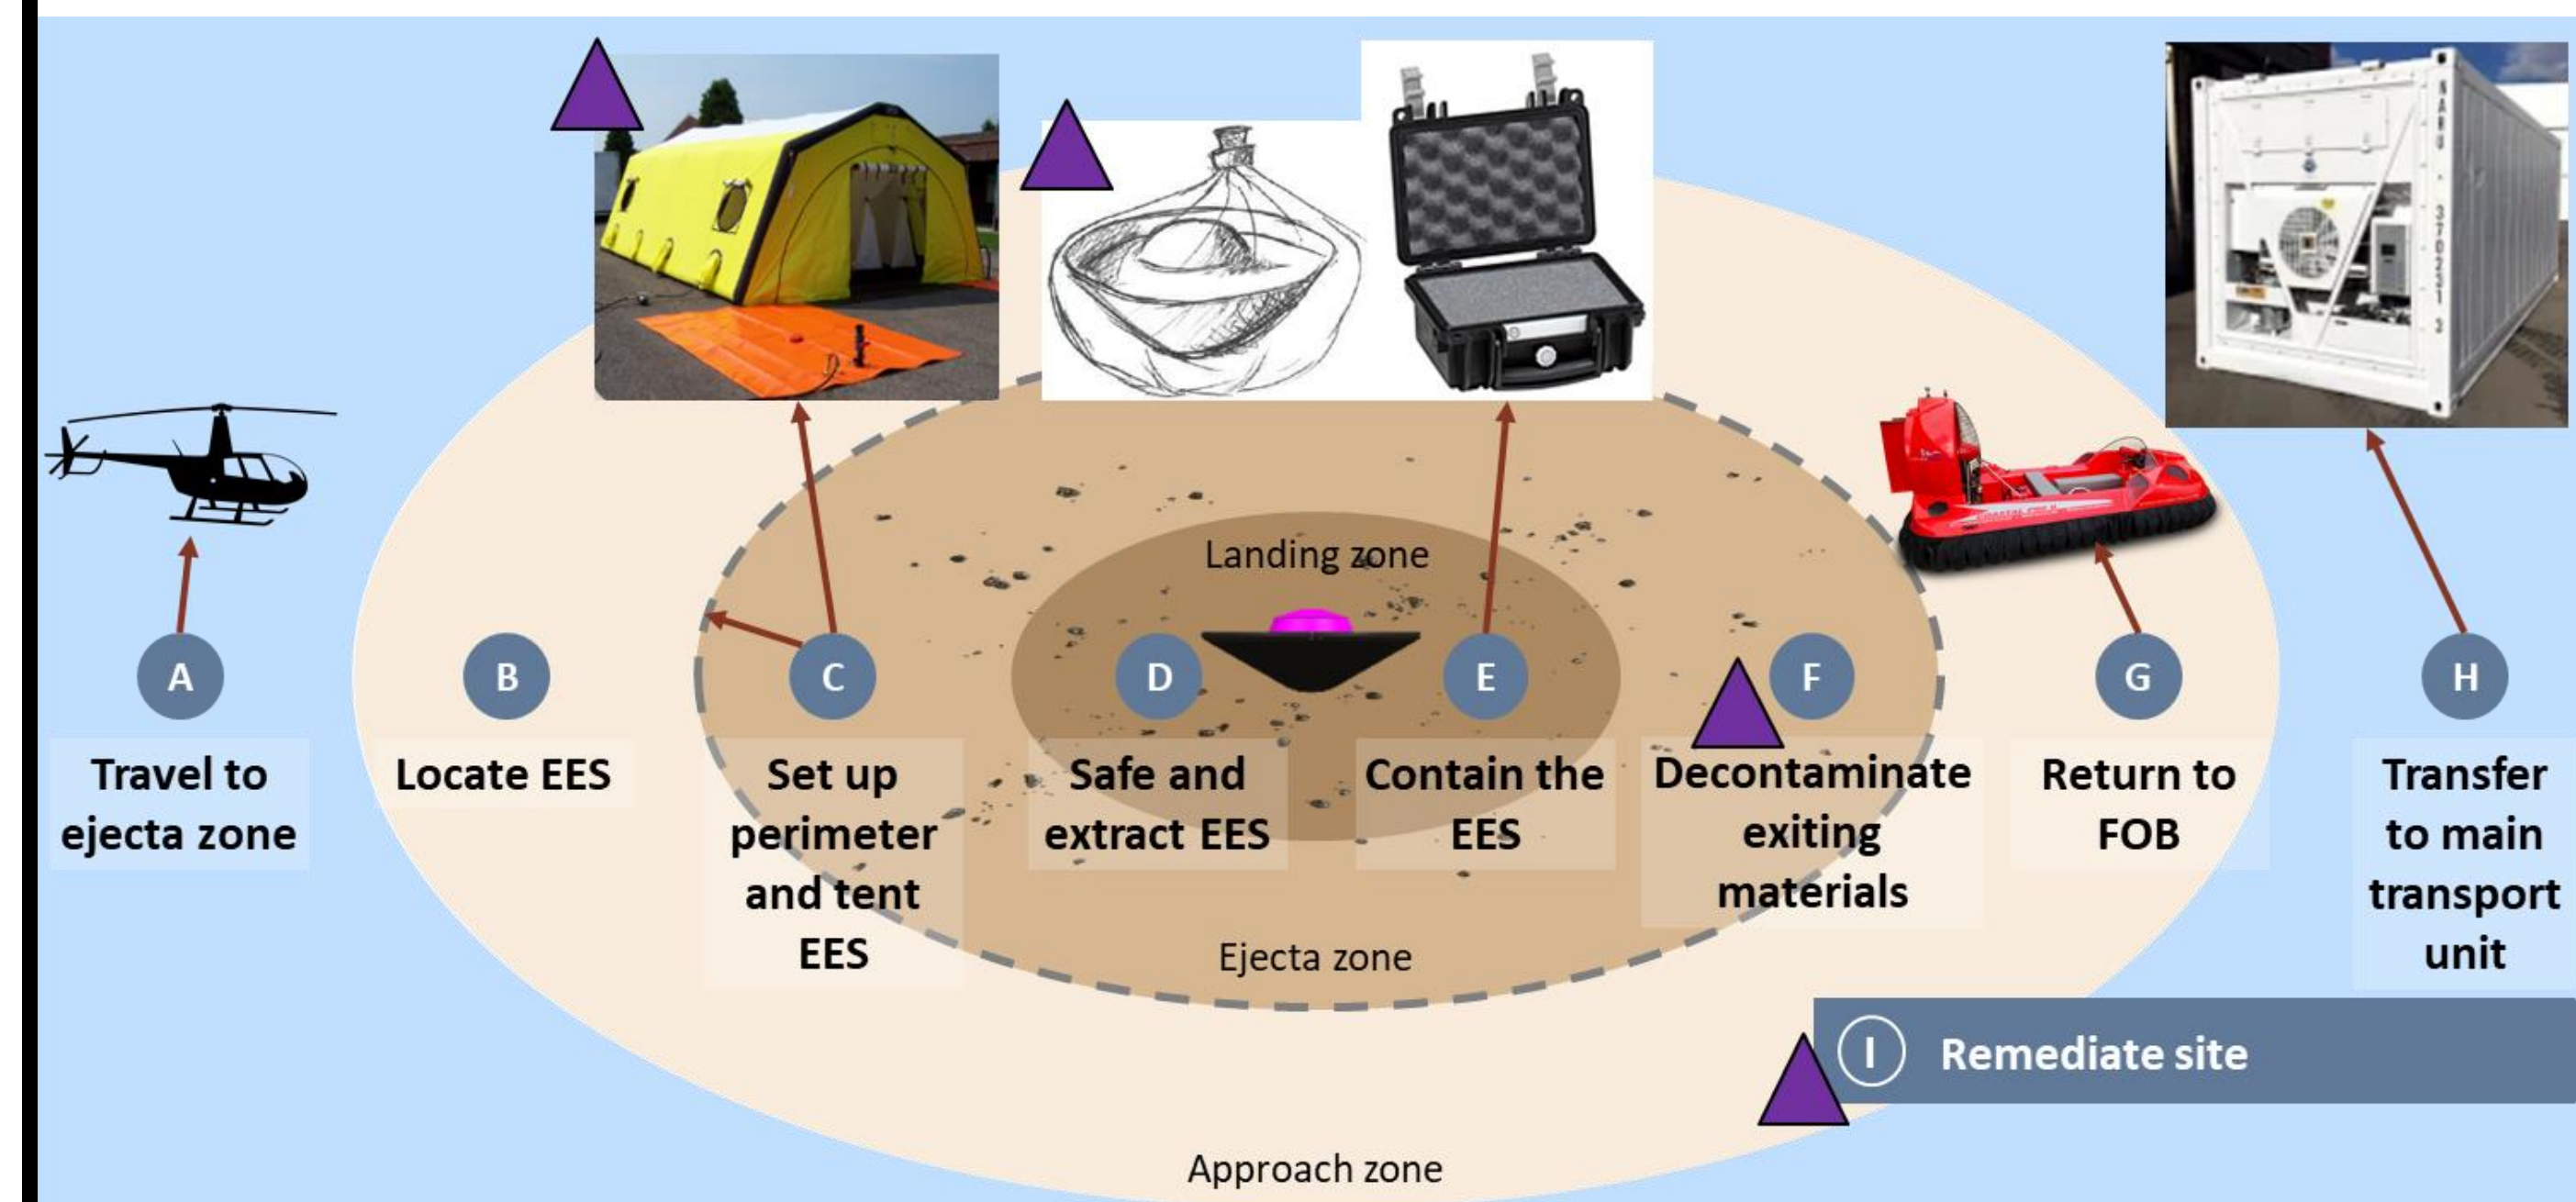 Landing zone
A
B
C
D
E
F
G
H
Travel to
ejecta zone
Locate EES
Set up
perimeter
and tent
EES
Safe and
extract EES
Contain the
EES
Decontaminate
exiting
materials
Return to
FOB
Transfer
to main
transport
unit
Ejecta zone
I Remediate site
Approach zone